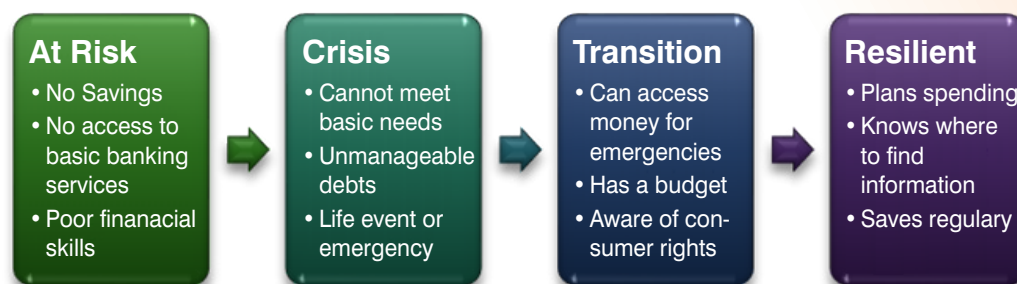 At Risk
• No Savings
• No access to
basic banking
services
• Poor finanacial
skills
Crisis
• Cannot meet
basic needs
• Unmanageable
debts
• Life event or
emergency
Transition
• Can access
money for
emergencies
• Has a budget
• Aware of con-
sumer rights
Resilient
• Plans spending
• Knows where
to find
information
• Saves regulary